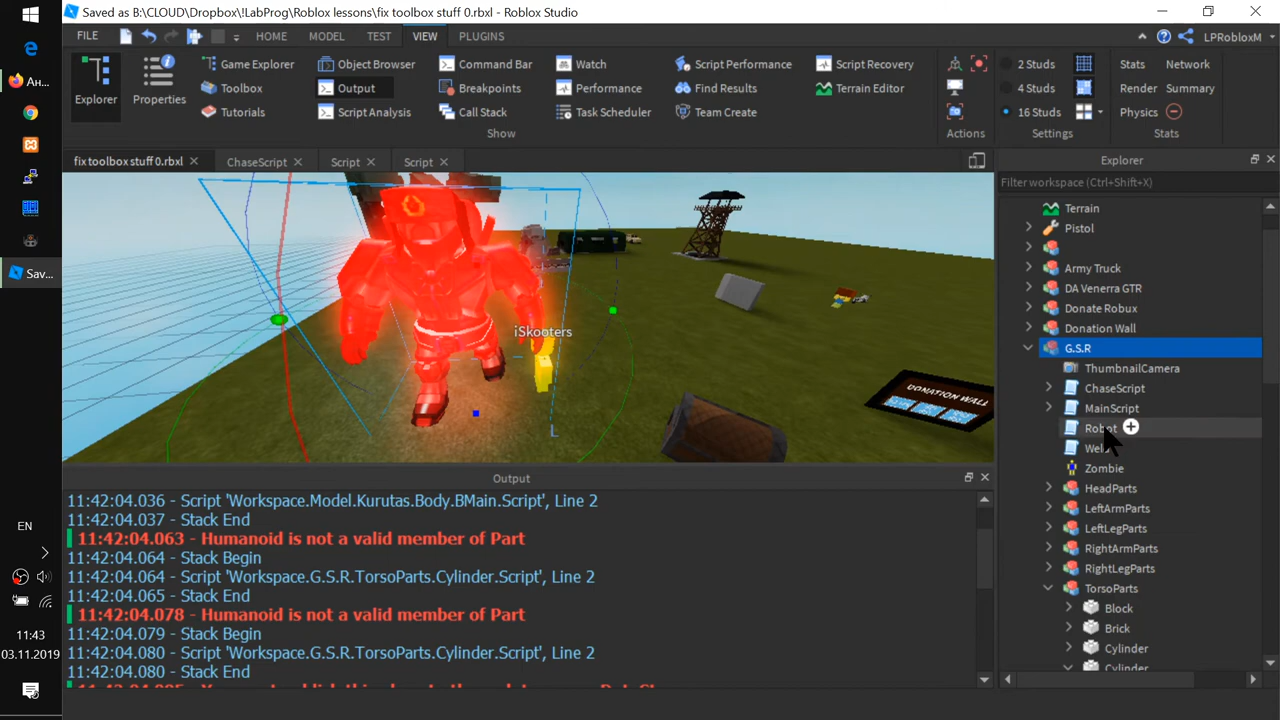 Saved as B:\CLOUD\Dropbox\!LabProg\Roblox lessons\fix toolbox stuff 0.rbxl - Roblox Studio
FILE HOME MODEL TEST VIEW PLUGINS LPRobloxM
Explorer
Properties
Game Explorer
Toolbox
Tutorials
Object Browser
Output
Script Analysis
Command Bar
Breakpoints
Call Stack
Watch
Performance
Task Scheduler
Script Performance
Find Results
Team Create
Script Recovery
Terrain Editor
Show
Actions
2 Studs
4 Studs
16 Studs
Settings
Stats Network
Render Summary
Physics
Stats
Ан...
Sav...
fix toolbox stuff 0.rbxl
ChaseScript
Script
Script
iSkooters
DONATION WALL
Explorer
Filter workspace (Ctrl+Shift+X)
Terrain
Pistol
Army Truck
DA Venerra GTR
Donate Robux
Donation Wall
G.S.R
ThumbnailCamera
ChaseScript
MainScript
Robot
Zombie
HeadParts
LeftArmParts
LeftLegParts
RightArmParts
RightLegParts
TorsoParts
Block
Brick
Cylinder
Cylinder
Output
11:42:04.036 - Script 'Workspace.Model.Kurutas.Body.BMain.Script', Line 2
11:42:04.037 - Stack End
11:42:04.063 - Humanoid is not a valid member of Part
11:42:04.064 - Stack Begin
11:42:04.064 - Script 'Workspace.G.S.R.TorsoParts.Cylinder.Script', Line 2
11:42:04.065 - Stack End
11:42:04.078 - Humanoid is not a valid member of Part
11:42:04.079 - Stack Begin
11:42:04.080 - Script 'Workspace.G.S.R.TorsoParts.Cylinder.Script', Line 2
11:42:04.080 - Stack End
EN
11:43
03.11.2019